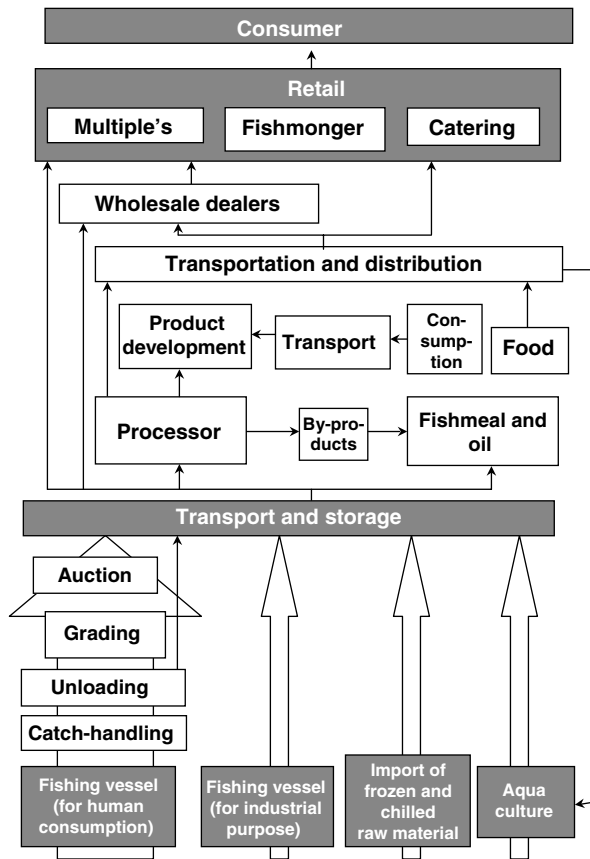 Consumer
Retail
Multiple's
Fishmonger
Catering
Wholesale dealers
Transportation and distribution
Product
development
Transport
Con-
sump-
tion
Food
Processor
By-pro-
ducts
Fishmeal and
oil
Transport and storage
Auction
Grading
Unloading
Catch-handling
Fishing vessel
(for human
consumption)
Fishing vessel
(for industrial
purpose)
Import of
frozen and
chilled
raw material
Aqua
culture